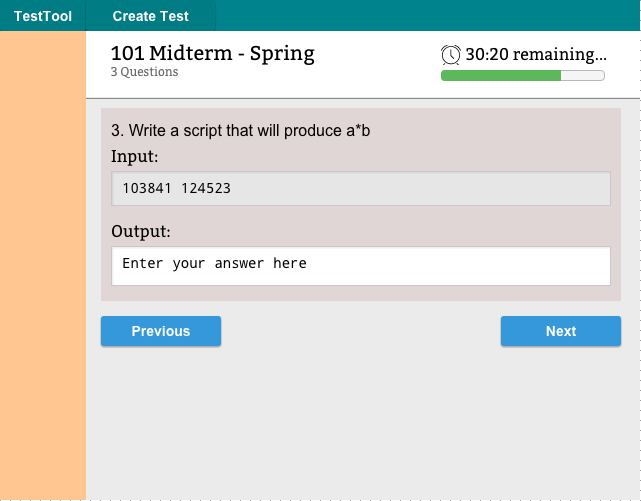 TestTool Create Test
101 Midterm - Spring
3 Questions
30:20 remaining...
3. Write a script that will produce a*b
Input:
103841 124523
Output:
Enter your answer here
Previous Next